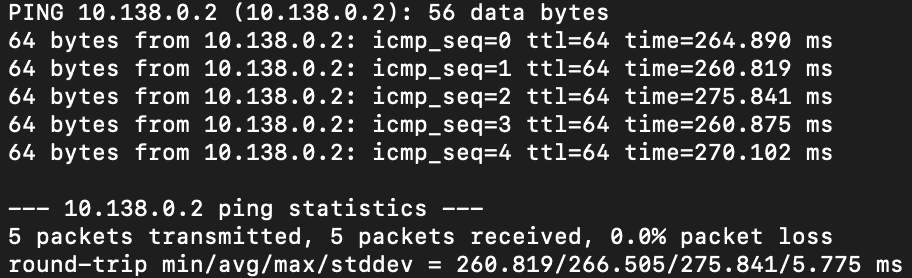 PING 10.138.0.2 (10.138.0.2): 56 data bytes
64 bytes from 10.138.0.2: icmp_seq=0 ttl=64 time=264.890 ms
64 bytes from 10.138.0.2: icmp_seq=1 ttl=64 time=260.819 ms
64 bytes from 10.138.0.2: icmp_seq=2 ttl=64 time=275.841 ms
64 bytes from 10.138.0.2: icmp_seq=3 ttl=64 time=260.875 ms
64 bytes from 10.138.0.2: icmp_seq=4 ttl=64 time=270.102 ms
--- 10.138.0.2 ping statistics ---
5 packets transmitted, 5 packets received, 0.0% packet loss
round-trip min/avg/max/stddev = 260.819/266.505/275.841/5.775 ms